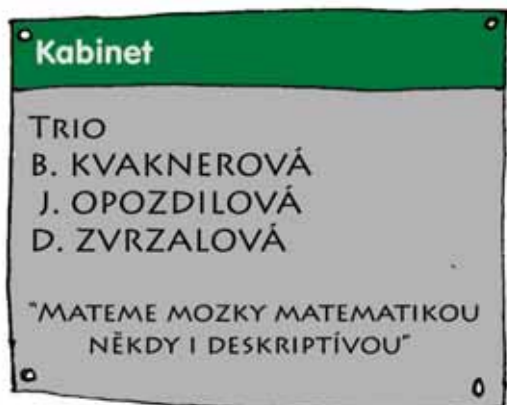 Kabinet
TRIO
B. KVAKNEROVÁ
J. OPOZDILOVÁ
D. ZVRZALOVÁ
"MATEME MOZKY MATEMATIKOU
NĚKDY I DESKRIPTÍVOU"